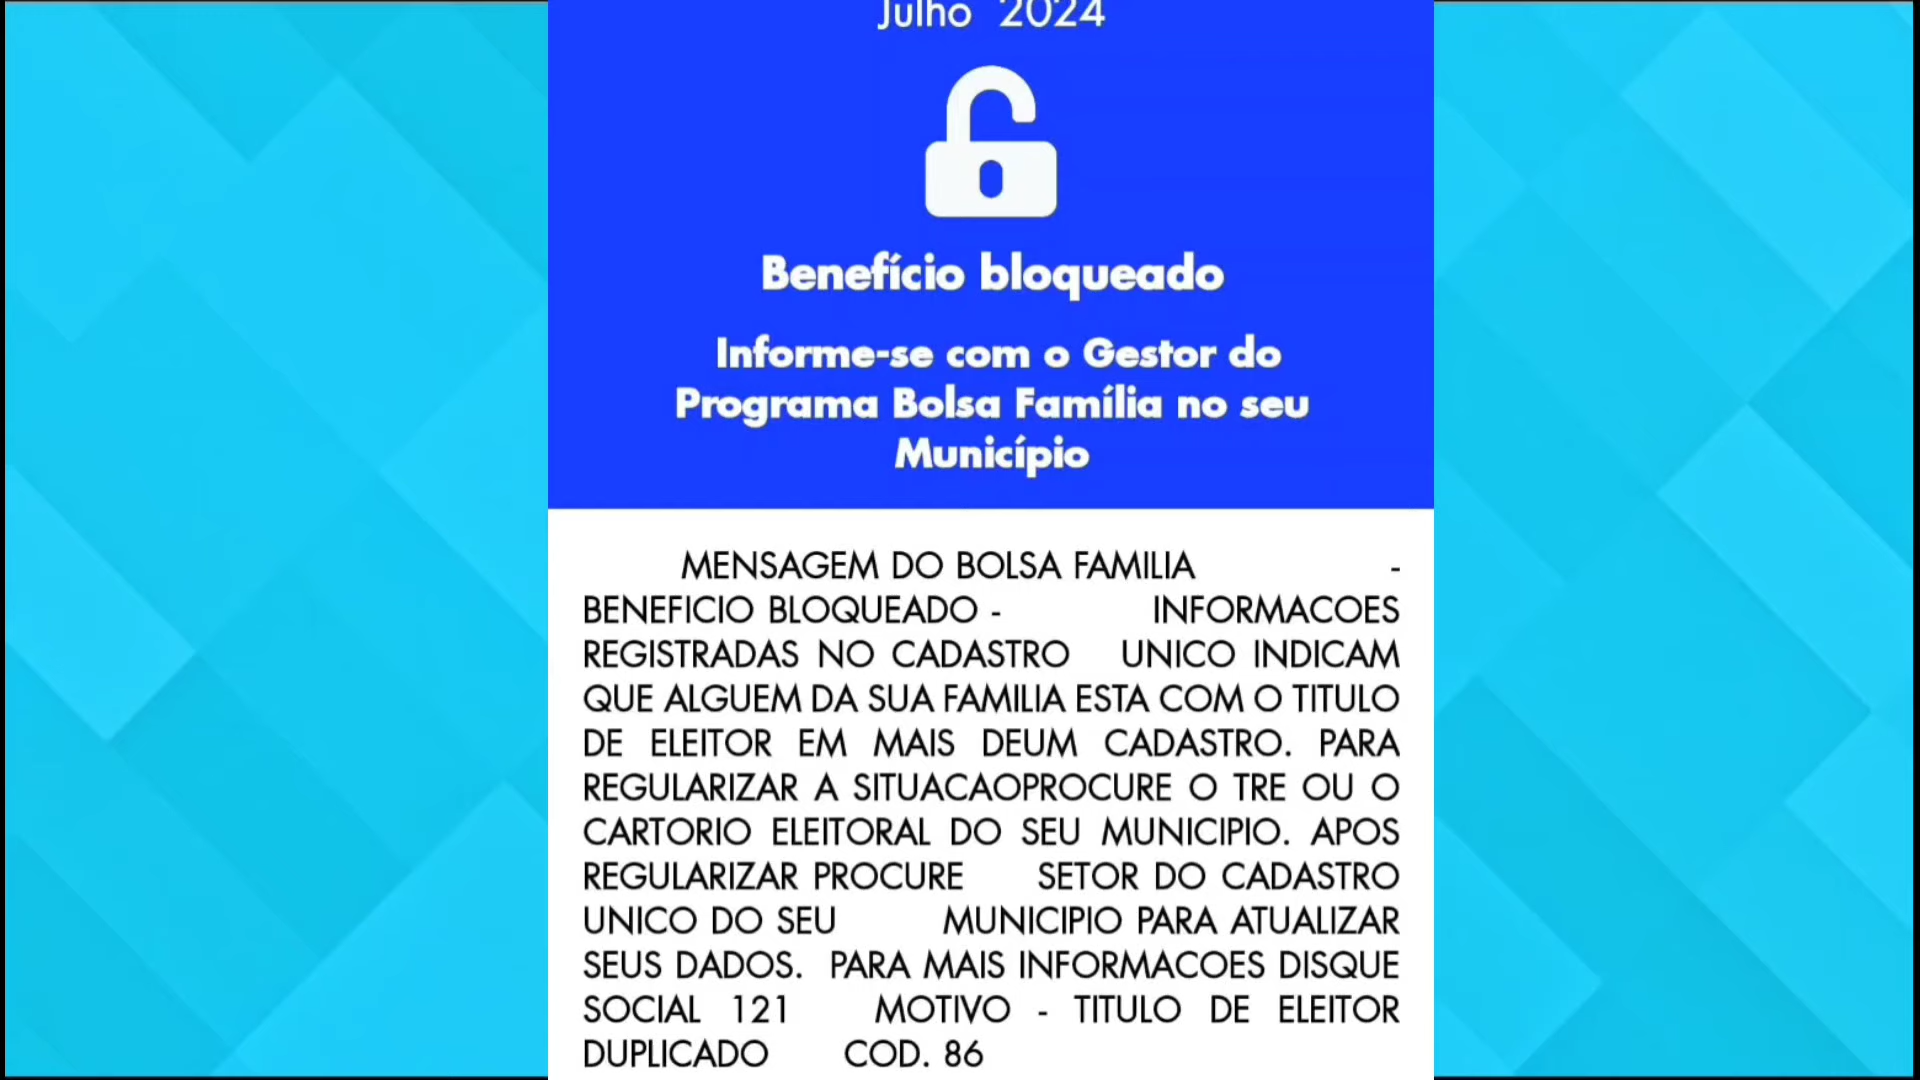 Julho 2024
Benefício bloqueado
Informe-se com o Gestor do
Programa Bolsa Família no seu
Município
MENSAGEM DO BOLSA FAMILIA -
BENEFICIO BLOQUEADO - INFORMACOES
REGISTRADAS NO CADASTRO UNICO INDICAM
QUE ALGUEM DA SUA FAMILIA ESTA COM O TITULO
DE ELEITOR EM MAIS DEUM CADASTRO. PARA
REGULARIZAR A SITUACAOPROCURE O TRE OU O
CARTORIO ELEITORAL DO SEU MUNICIPIO. APOS
REGULARIZAR PROCURE SETOR DO CADASTRO
UNICO DO SEU MUNICIPIO PARA ATUALIZAR
SEUS DADOS. PARA MAIS INFORMACOES DISQUE
SOCIAL 121 MOTIVO - TITULO DE ELEITOR
DUPLICADO COD. 86